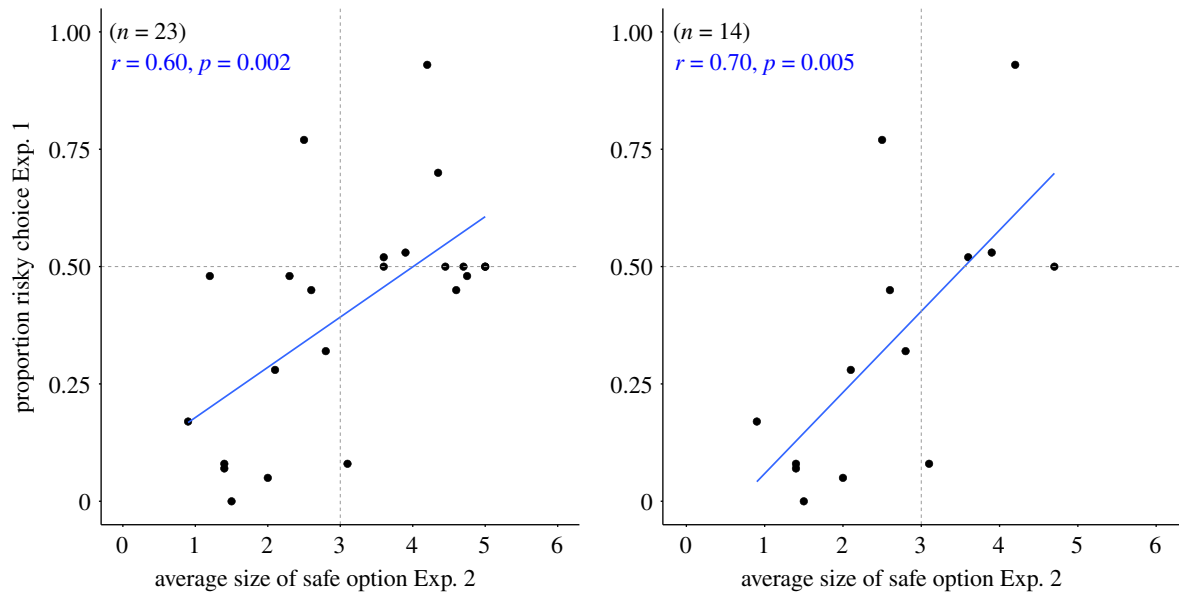 (n = 23)
r = 0.60, p = 0.002
1.00
0.75
0.50
0.25
0
proportion risky choice Exp. 1
0 1 2 3 4 5 6
average size of safe option Exp. 2
(n = 14)
r = 0.70, p = 0.005
1.00
0.75
0.50
0.25
0
0 1 2 3 4 5 6
average size of safe option Exp. 2